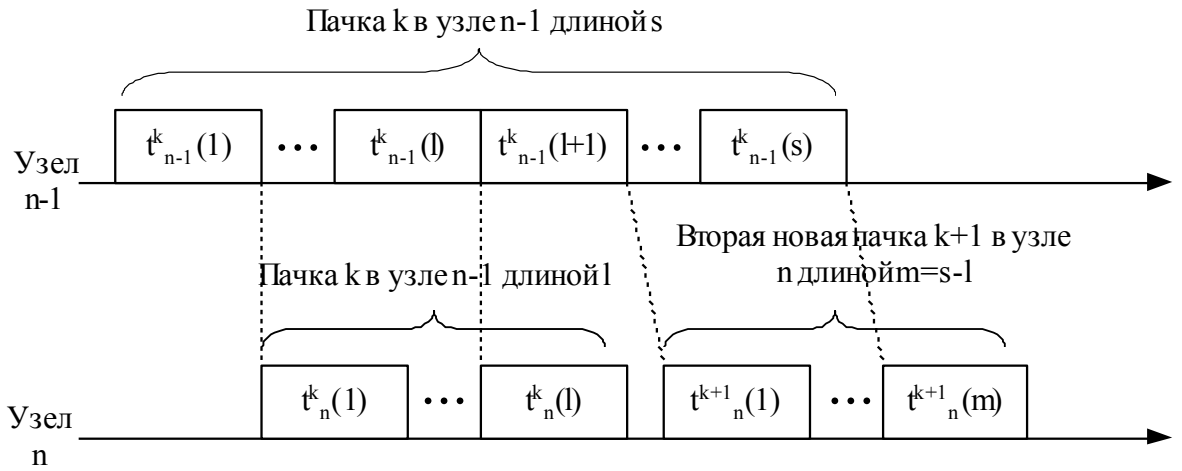 Пачка k в узле n-1 длиной s
t^k_{n-1}(1) ••• t^k_{n-1}(l) t^k_{n-1}(l+1) ••• t^k_{n-1}(s)
Узел
n-1
Вторая новая пачка k+1 в узле
n длиной m=s-l
Пачка k в узле n-1 длиной l
t^k_n(1) ••• t^k_n(l) t^{k+1}_n(1) ••• t^{k+1}_n(m)
Узел
n